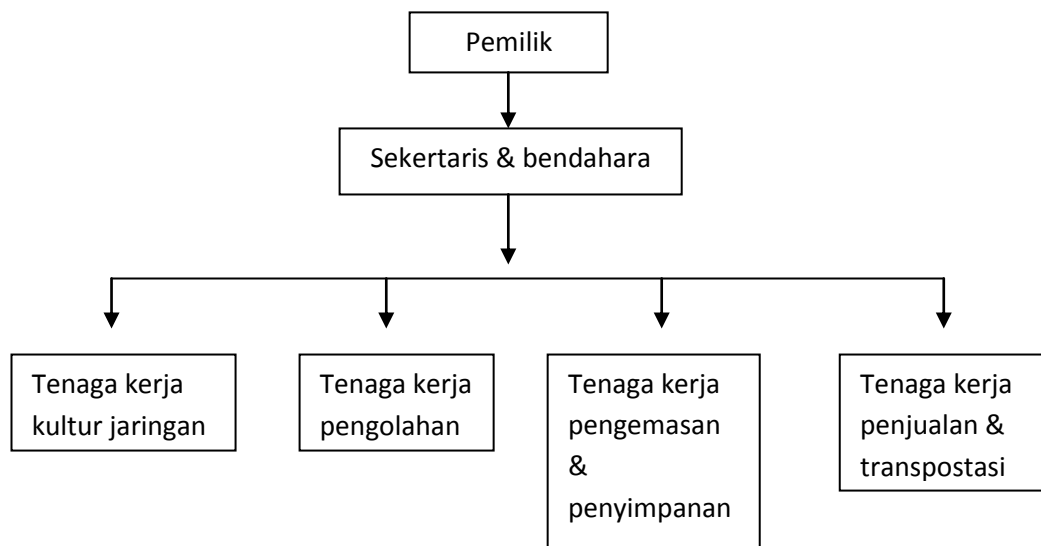 Pemilik
Sekertaris & bendahara
Tenaga kerja
kultur jaringan
Tenaga kerja
pengolahan
Tenaga kerja
pengemasan
&
penyimpanan
Tenaga kerja
penjualan &
transpostasi